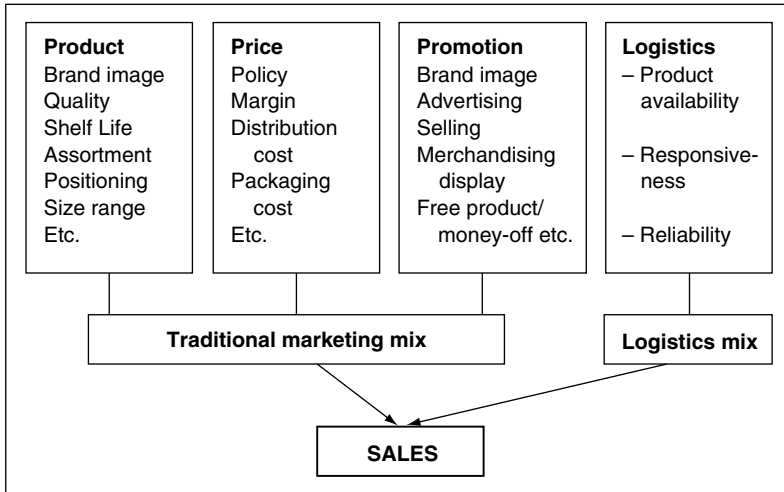 Product
Brand image
Quality
Shelf Life
Assortment
Positioning
Size range
Etc.
Price
Policy
Margin
Distribution
cost
Packaging
cost
Etc.
Promotion
Brand image
Advertising
Selling
Merchandising
display
Free product/
money-off etc.
Logistics
– Product
availability
– Responsive-
ness
– Reliability
Traditional marketing mix
Logistics mix
SALES